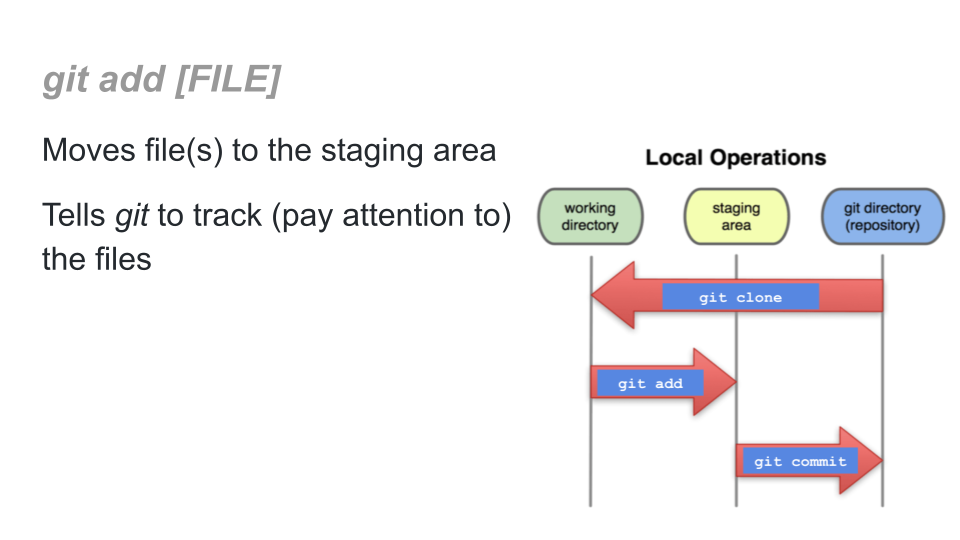 git add [FILE]
Moves file(s) to the staging area
Tells git to track (pay attention to)
the files
Local Operations
working
directory
staging
area
git directory
(repository)
git clone
git add
git commit